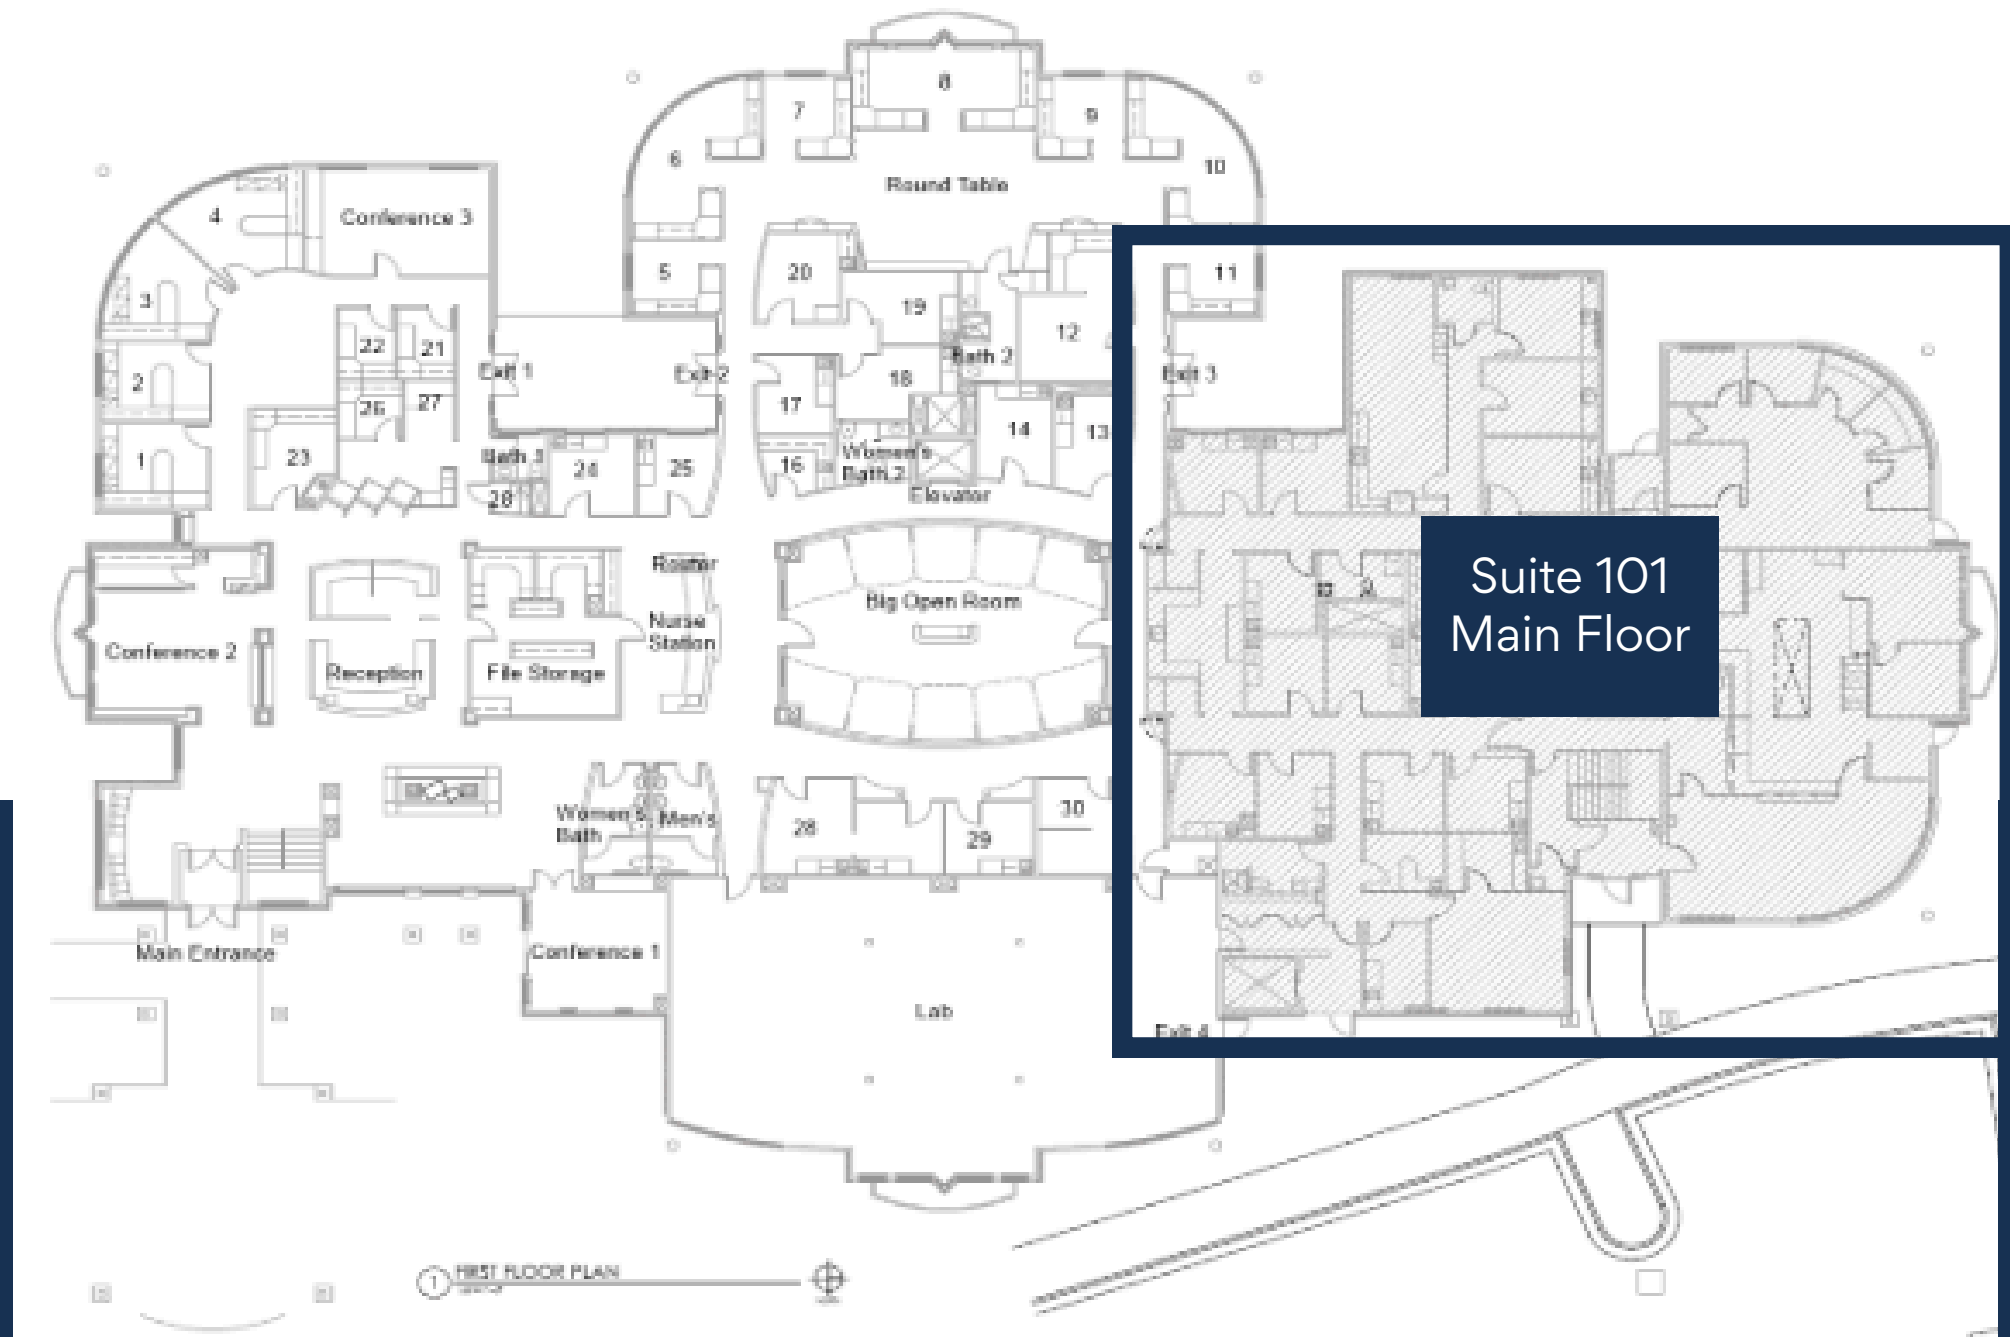 8
7
9
6
10
Round Table
4
Conference 3
5
20
11
3
19
12
22
21
Bath 2
Exit 1
Exit 2
Exit 3
2
18
26
27
17
14
13
1
23
Bath 3
24
25
16
Women's
Bath 2
28
Elevator
Router
Suite 101
Main Floor
Big Open Room
Nurse
Station
Conference 2
Reception
File Storage
Women's
Bath
Men's
28
29
30
Main Entrance
Conference 1
Lab
Exit 4
1
FIRST FLOOR PLAN